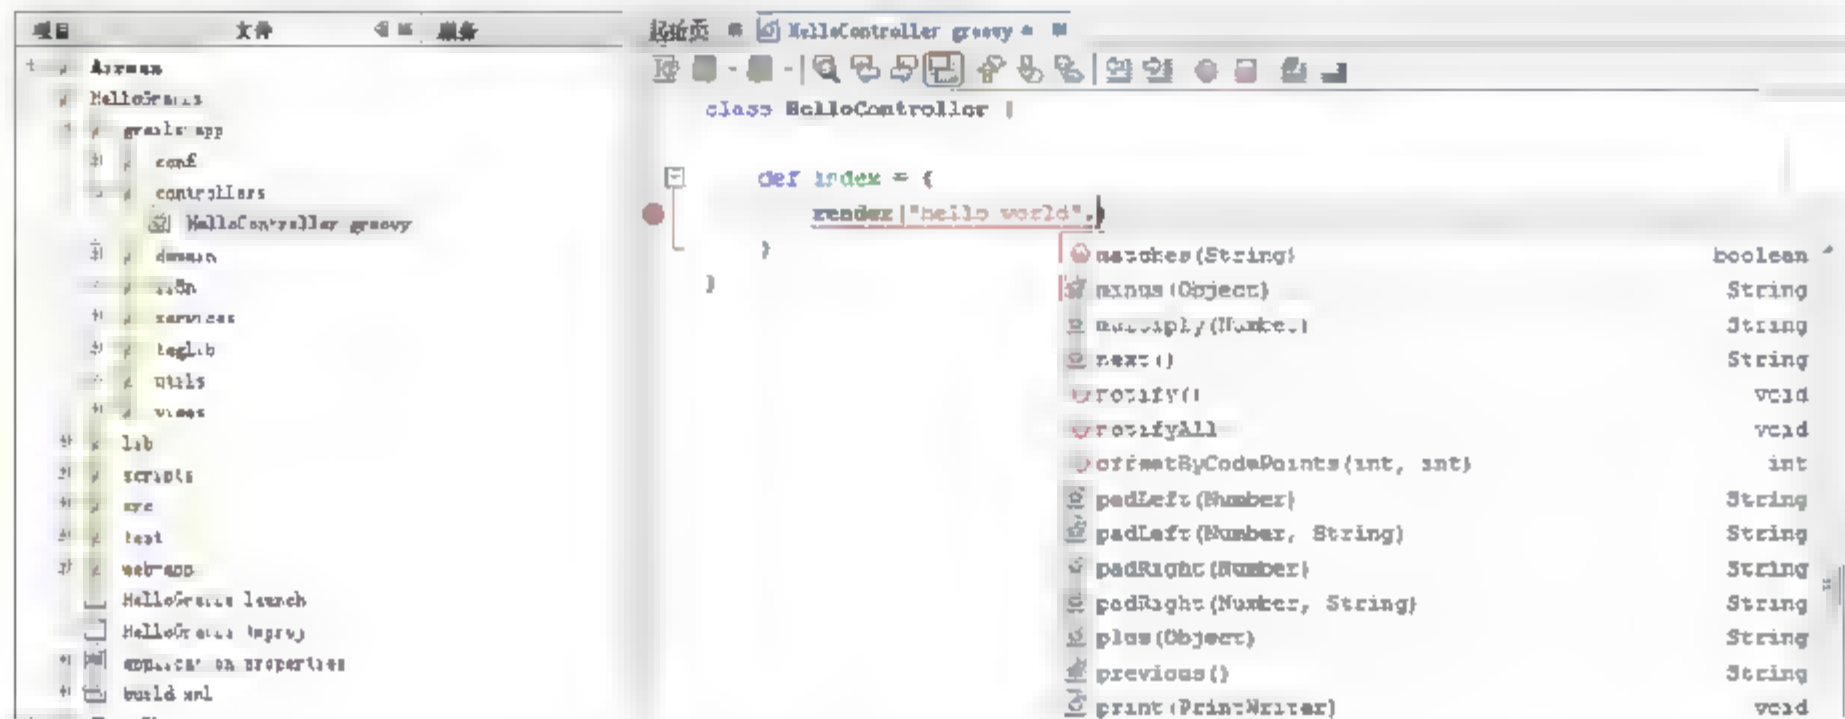 项目 文件 服务
HelloGrails
grails-app
conf
controllers
HelloController groovy
domain
i18n
services
taglib
utils
views
lib
scripts
src
test
web-app
HelloGrails launch
HelloGrails tmproj
application properties
build xml
起始页 HelloController groovy
class HelloController {
def index = {
render("hello world".)
}
}
matches(String) boolean
minus(Object) String
multiply(Number) String
next() String
notify() void
notifyAll void
offsetByCodePoints(int, int) int
padLeft(Number) String
padLeft(Number, String) String
padRight(Number) String
padRight(Number, String) String
plus(Object) String
previous() String
print(PrintWriter) void